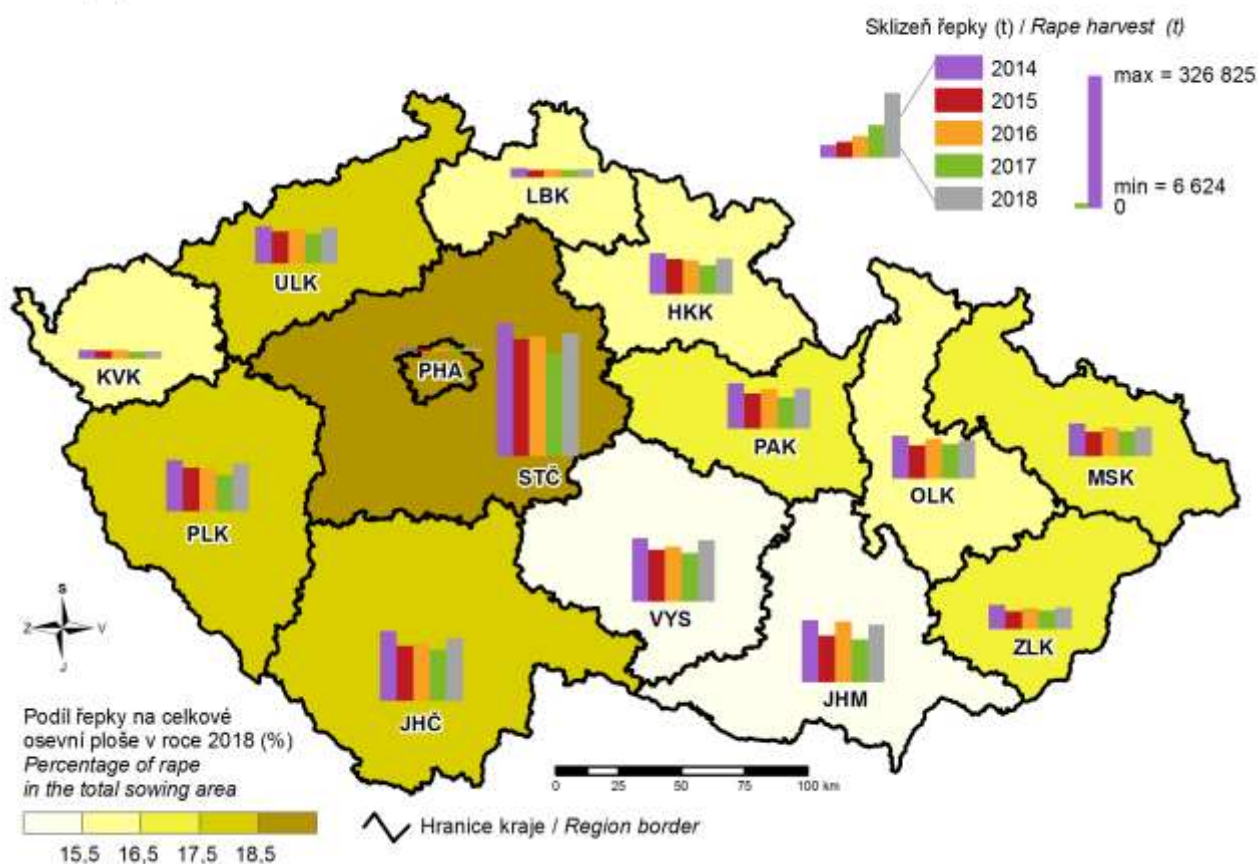 Sklizeň řepky (t) / Rape harvest (t)
2014
2015
2016
2017
2018
max = 326 825
min = 6 624
0
LBK
ULK
HKK
KVK
PHA
STČ
PAK
OLK
MSK
PLK
VYS
ZLK
JHČ
JHM
S
Z V
J
Podíl řepky na celkové
osevní ploše v roce 2018 (%)
Percentage of rape
in the total sowing area
15,5 16,5 17,5 18,5
0 25 50 75 100 km
Hranice kraje / Region border